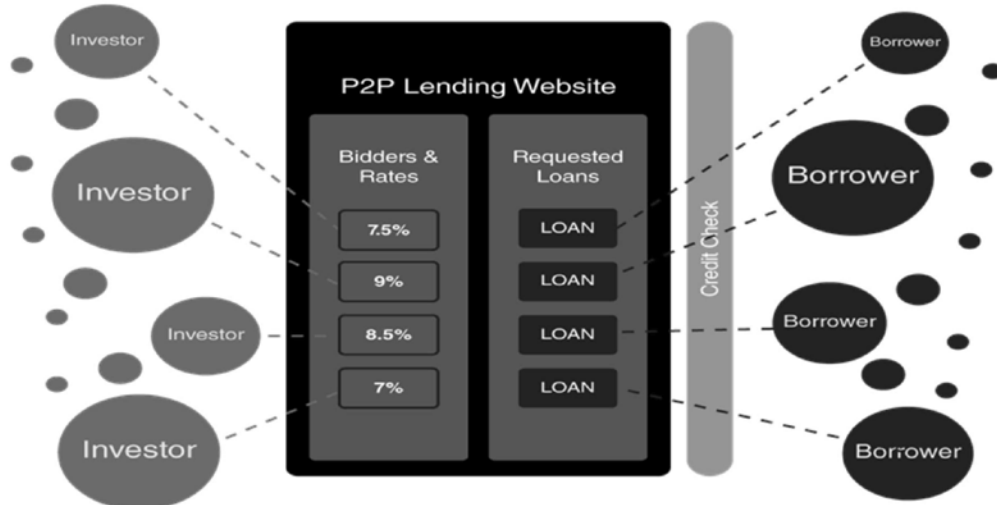 Investor
Investor
Investor
Investor
P2P Lending Website
Bidders &
Rates
7.5%
9%
8.5%
7%
Requested
Loans
LOAN
LOAN
LOAN
LOAN
Credit Check
Borrower
Borrower
Borrower
Borrower